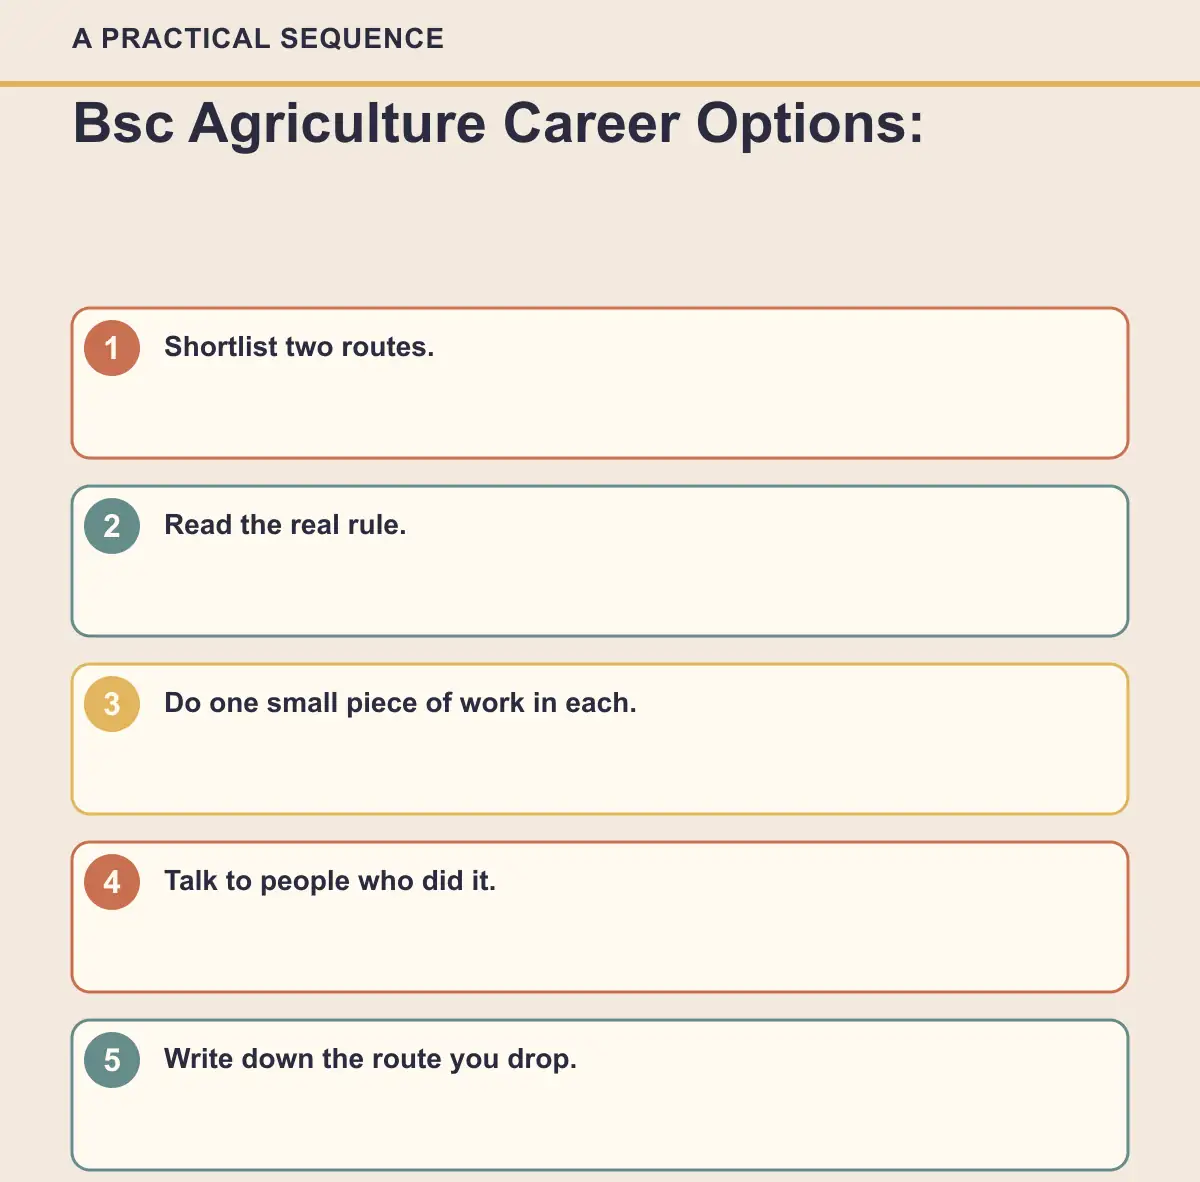 A PRACTICAL SEQUENCE
Bsc Agriculture Career Options:
1 Shortlist two routes.
2 Read the real rule.
3 Do one small piece of work in each.
4 Talk to people who did it.
5 Write down the route you drop.